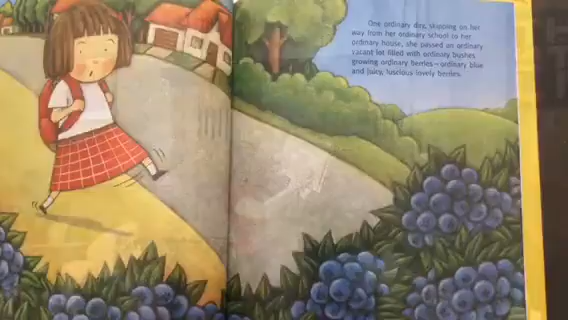 One ordinary day, skipping on her
way from her ordinary school to her
ordinary house, she passed an ordinary
vacant lot filled with ordinary bushes
growing ordinary berries – ordinary blue
and juicy, luscious lovely berries.